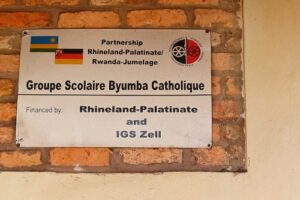 Partnership
Rhineland-Palatinate/
Rwanda-Jumelage
Groupe Scolaire Byumba Catholique
Financed by:
Rhineland-Palatinate
and
IGS Zell